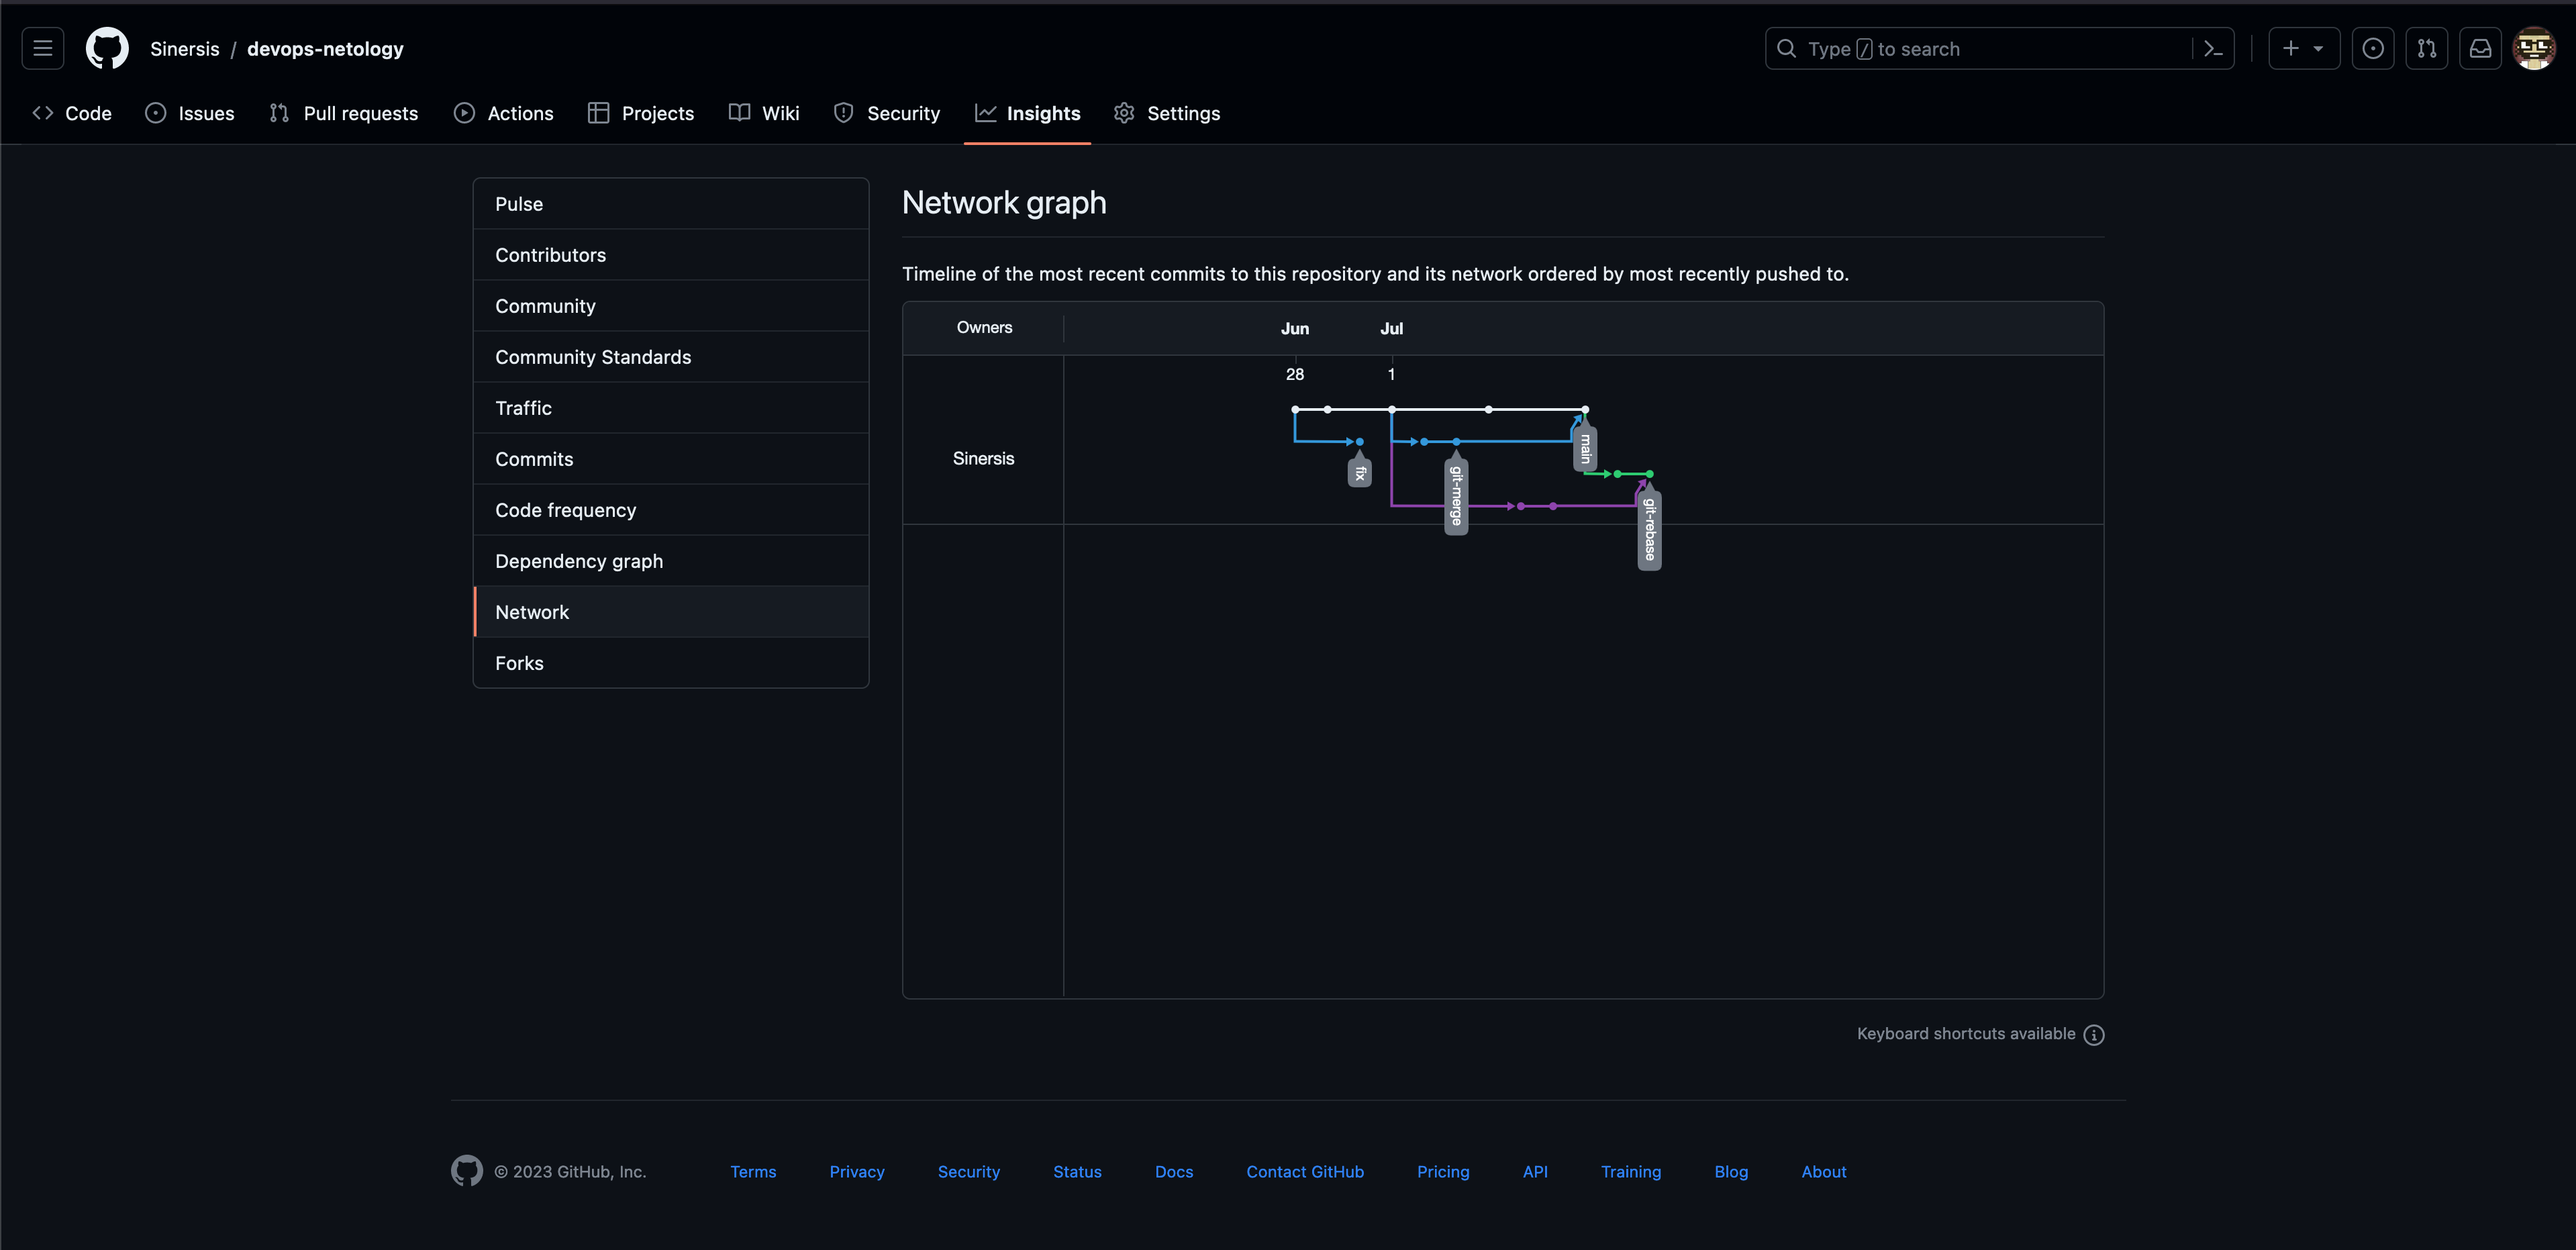 Sinersis / devops-netology
Type / to search
Code
Issues
Pull requests
Actions
Projects
Wiki
Security
Insights
Settings
Pulse
Contributors
Community
Community Standards
Traffic
Commits
Code frequency
Dependency graph
Network
Forks
Network graph
Timeline of the most recent commits to this repository and its network ordered by most recently pushed to.
Owners
Jun
Jul
28
1
Sinersis
fix
git-merge
main
git-rebase
Keyboard shortcuts available
© 2023 GitHub, Inc.
Terms
Privacy
Security
Status
Docs
Contact GitHub
Pricing
API
Training
Blog
About